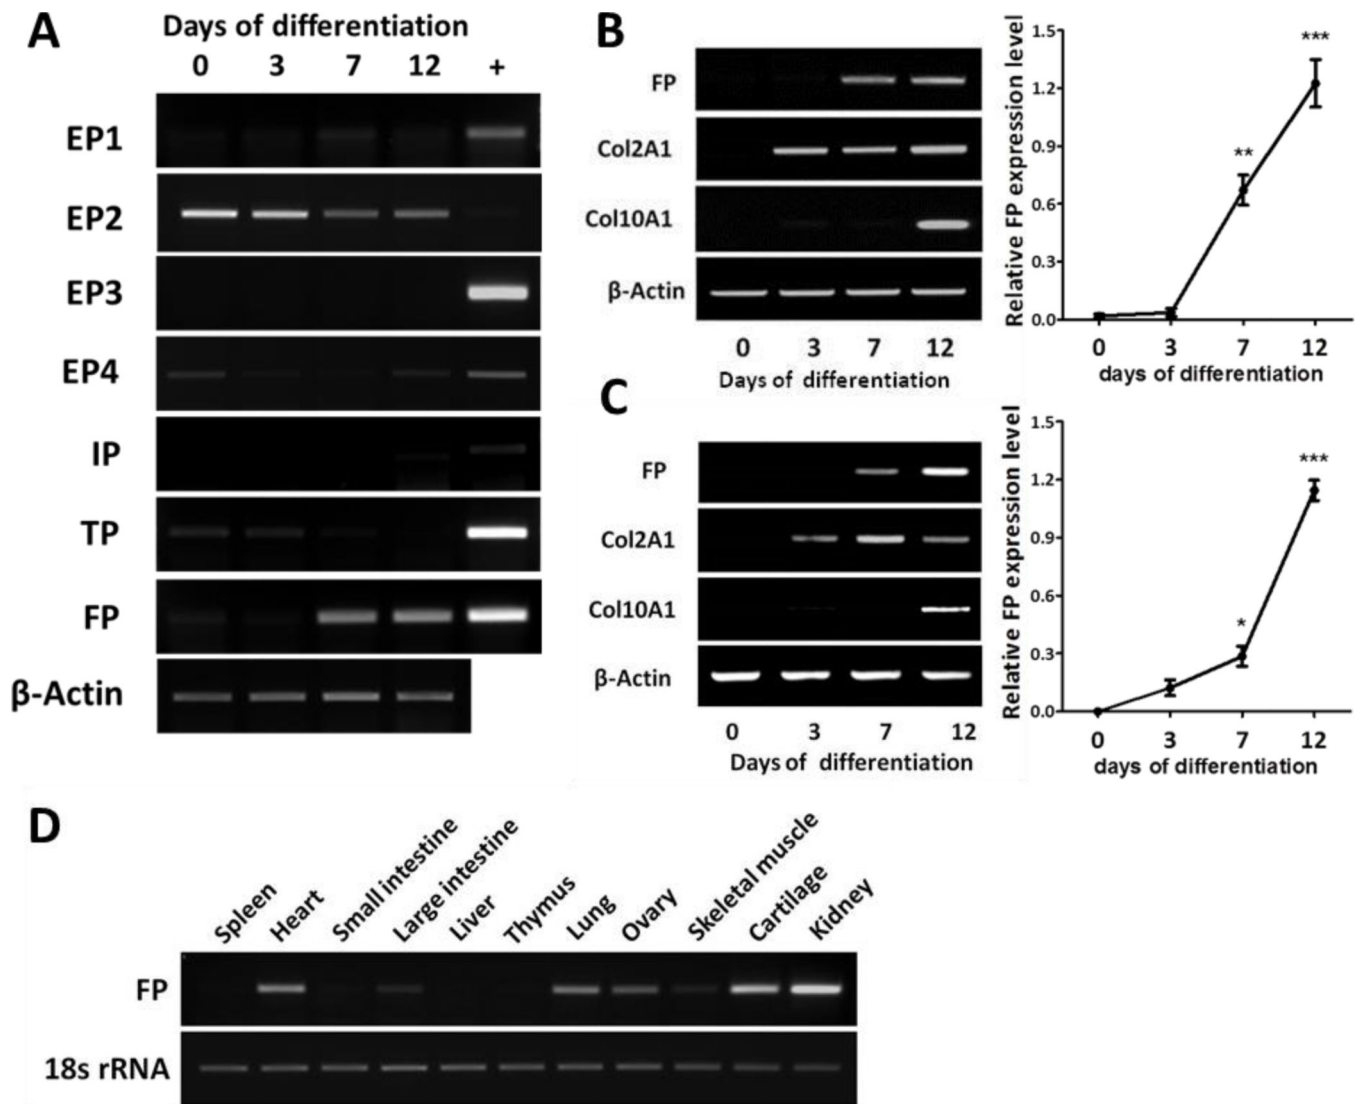 A
Days of differentiation
0 3 7 12 +
EP1
EP2
EP3
EP4
IP
TP
FP
β-Actin
B
FP
Col2A1
Col10A1
β-Actin
0 3 7 12
Days of differentiation
Relative FP expression level
1.5
1.2
0.9
0.6
0.3
0.0
**
***
0 3 7 12
days of differentiation
C
FP
Col2A1
Col10A1
β-Actin
0 3 7 12
Days of differentiation
Relative FP expression level
1.5
1.2
0.9
0.6
0.3
0.0
*
***
0 3 7 12
days of differentiation
D
Spleen
Heart
Small intestine
Large intestine
Liver
Thymus
Lung
Ovary
Skeletal muscle
Cartilage
Kidney
FP
18s rRNA